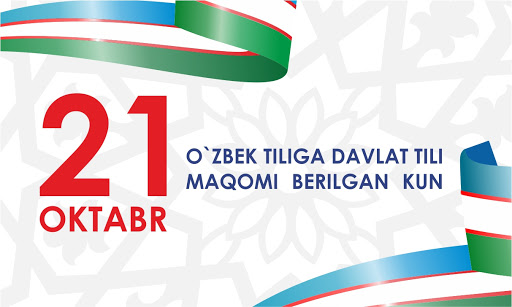 21
OKTABR
O`ZBEK TILIGA DAVLAT TILI
MAQOMI BERILGAN KUN